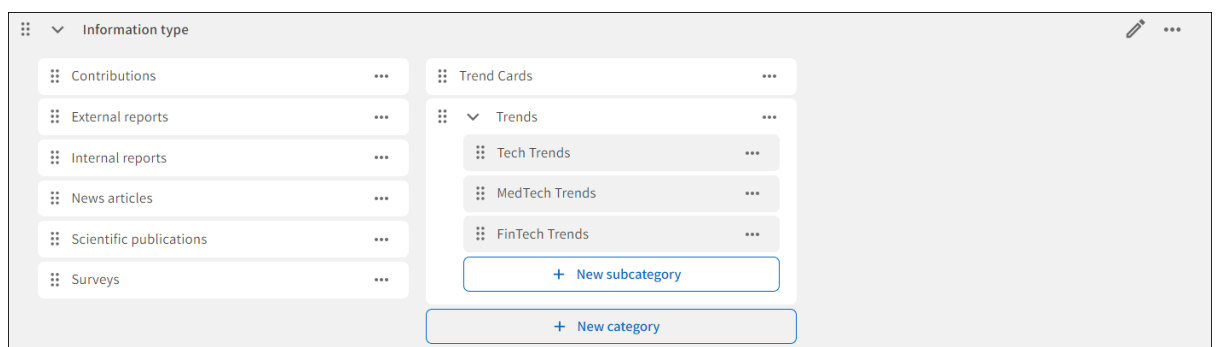 Information type
Contributions
External reports
Internal reports
News articles
Scientific publications
Surveys
Trend Cards
Trends
Tech Trends
MedTech Trends
FinTech Trends
+ New subcategory
+ New category